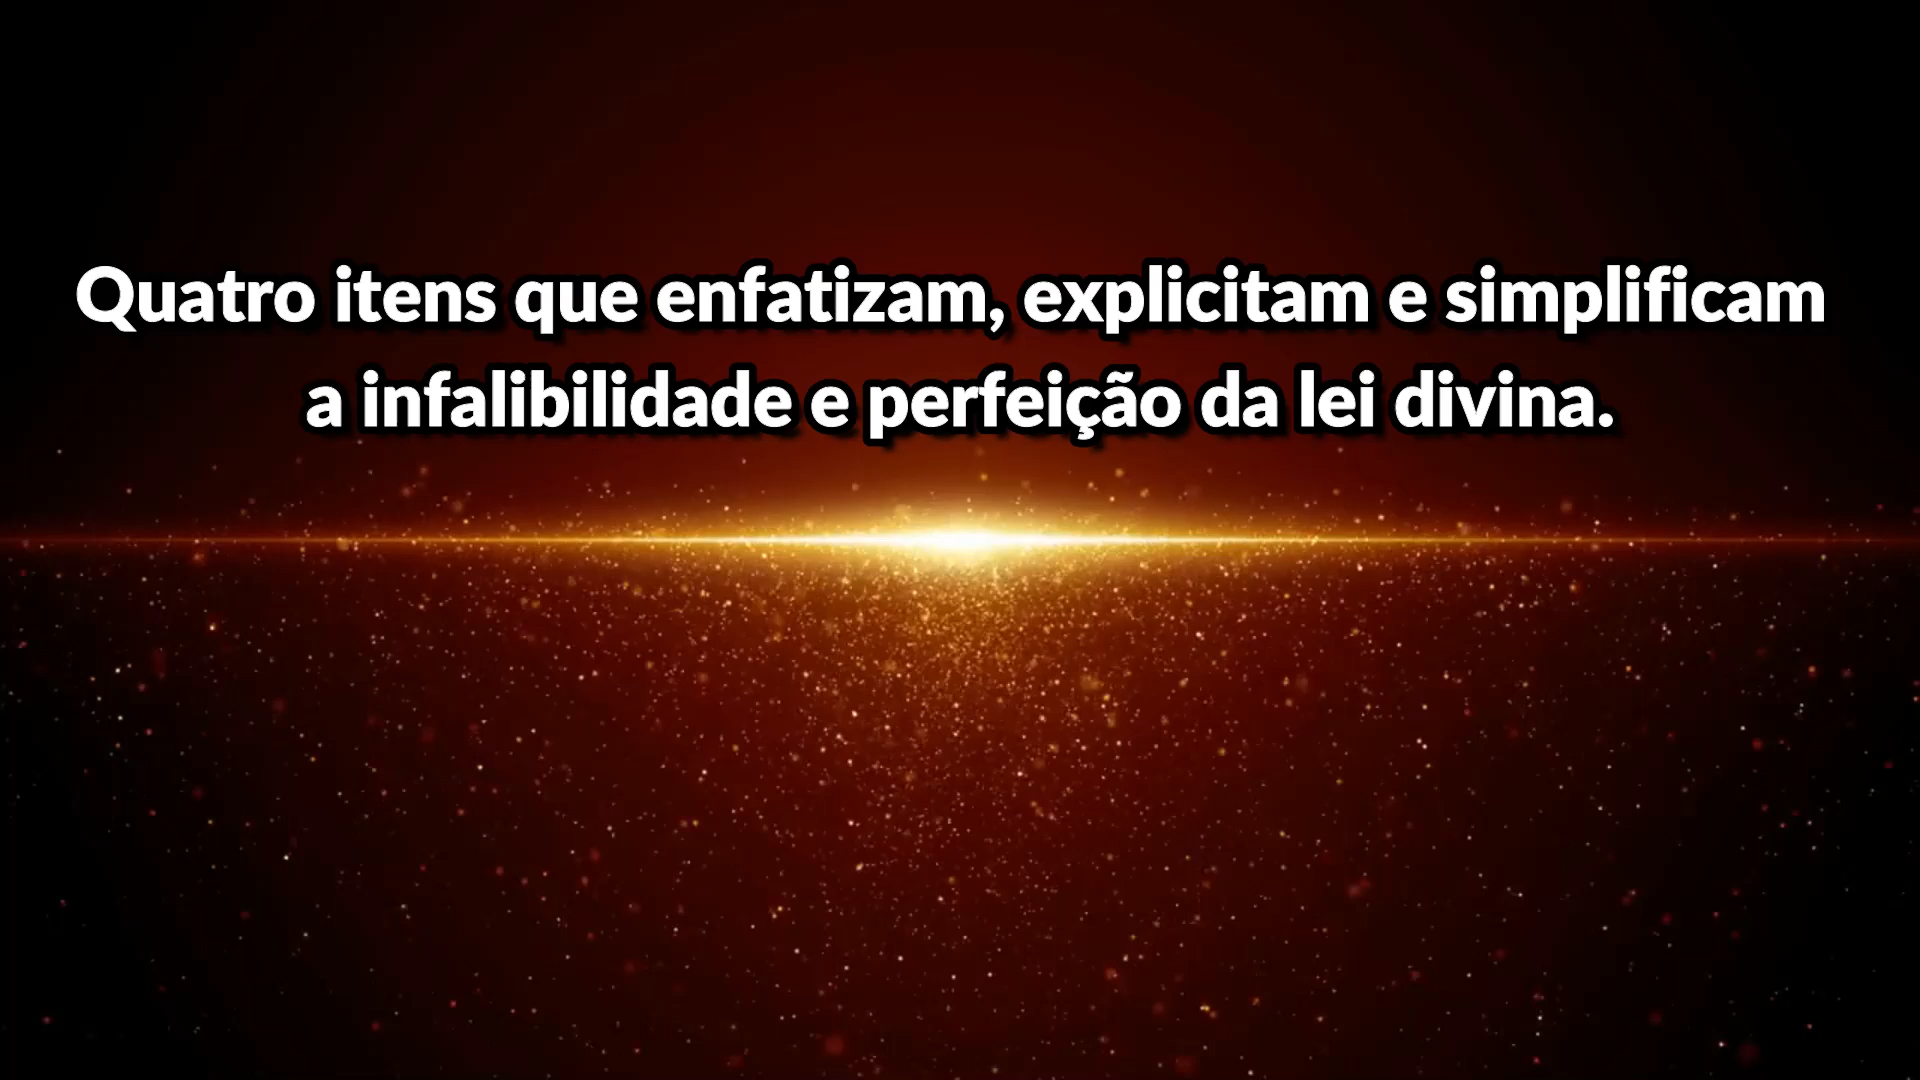 Quatro itens que enfatizam, explicitam e simplificam
a infalibilidade e perfeição da lei divina.